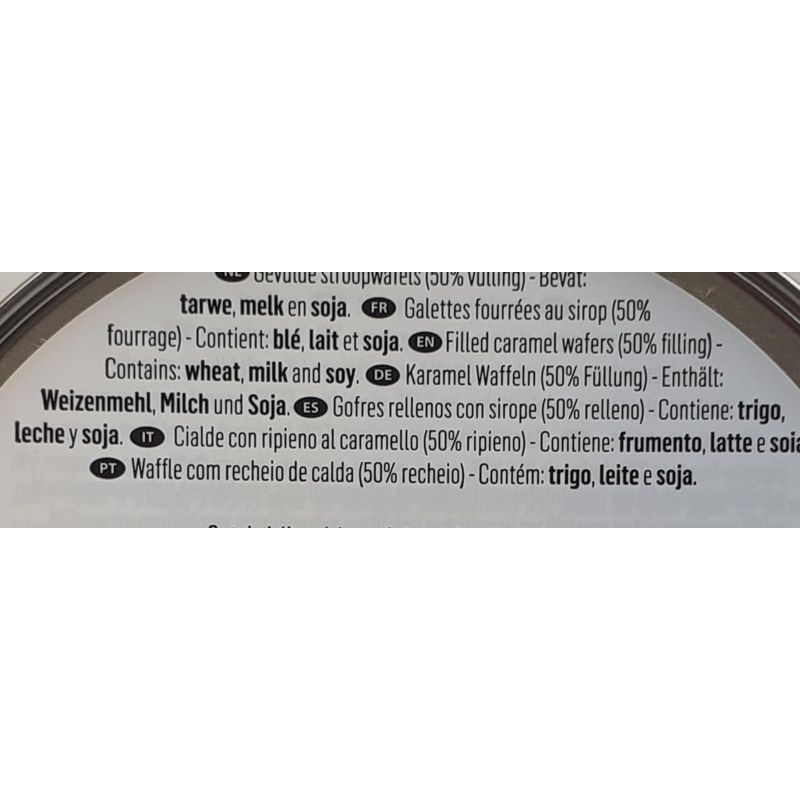 NL Gevulde stroopwafels (50% vulling) - Bevat:
tarwe, melk en soja. FR Galettes fourrées au sirop (50%
fourrage) - Contient: blé, lait et soja. EN Filled caramel wafers (50% filling) -
Contains: wheat, milk and soy. DE Karamel Waffeln (50% Füllung) - Enthält:
Weizenmehl, Milch und Soja. ES Gofres rellenos con sirope (50% relleno) - Contiene: trigo,
leche y soja. IT Cialde con ripieno al caramello (50% ripieno) - Contiene: frumento, latte e soia
PT Waffle com recheio de calda (50% recheio) - Contém: trigo, leite e soja.